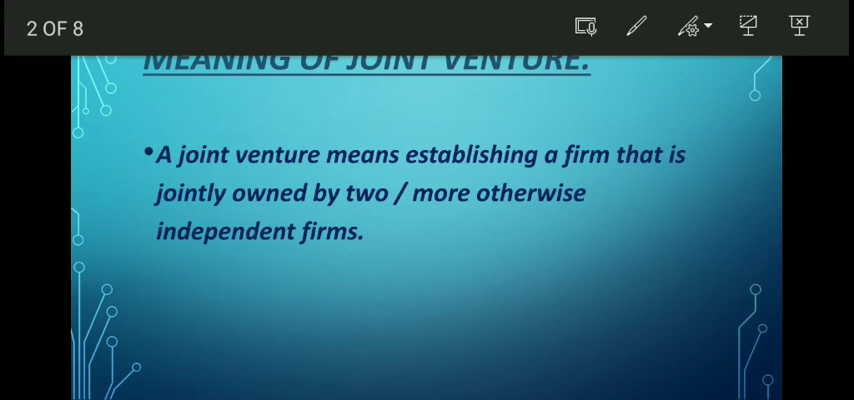 2 OF 8
MEANING OF JOINT VENTURE.
•A joint venture means establishing a firm that is
jointly owned by two / more otherwise
independent firms.